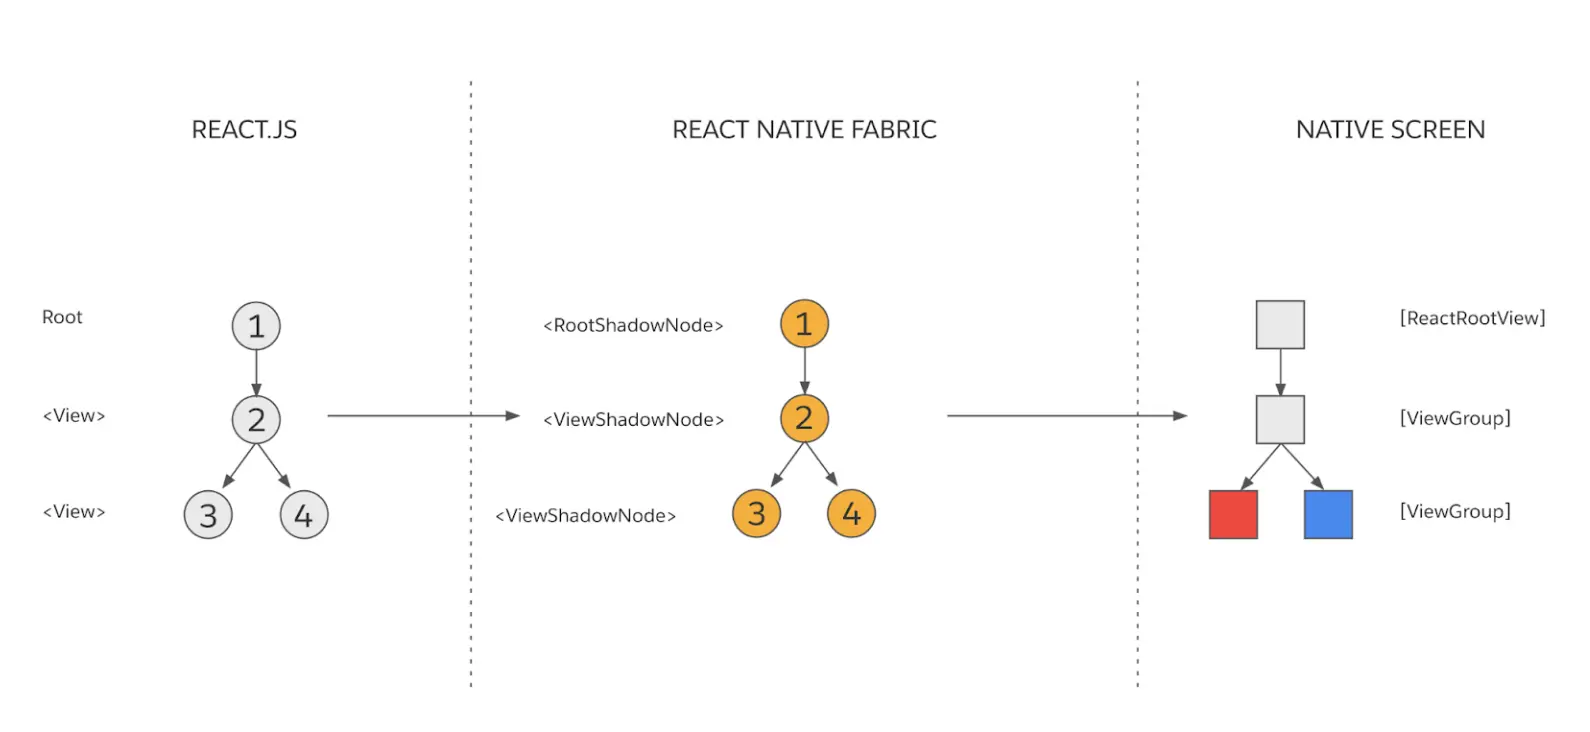 REACT.JS
REACT NATIVE FABRIC
NATIVE SCREEN
Root
1
<RootShadowNode>
1
[ReactRootView]
<View>
2
<ViewShadowNode>
2
[ViewGroup]
<View>
3
4
<ViewShadowNode>
3
4
[ViewGroup]